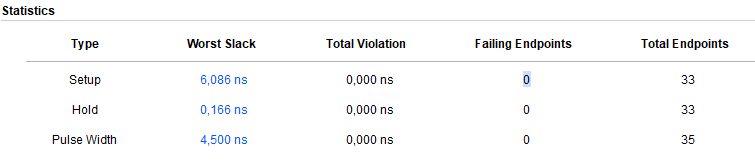 Statistics
Type Worst Slack Total Violation Failing Endpoints Total Endpoints
Setup 6,086 ns 0,000 ns 0 33
Hold 0,166 ns 0,000 ns 0 33
Pulse Width 4,500 ns 0,000 ns 0 35